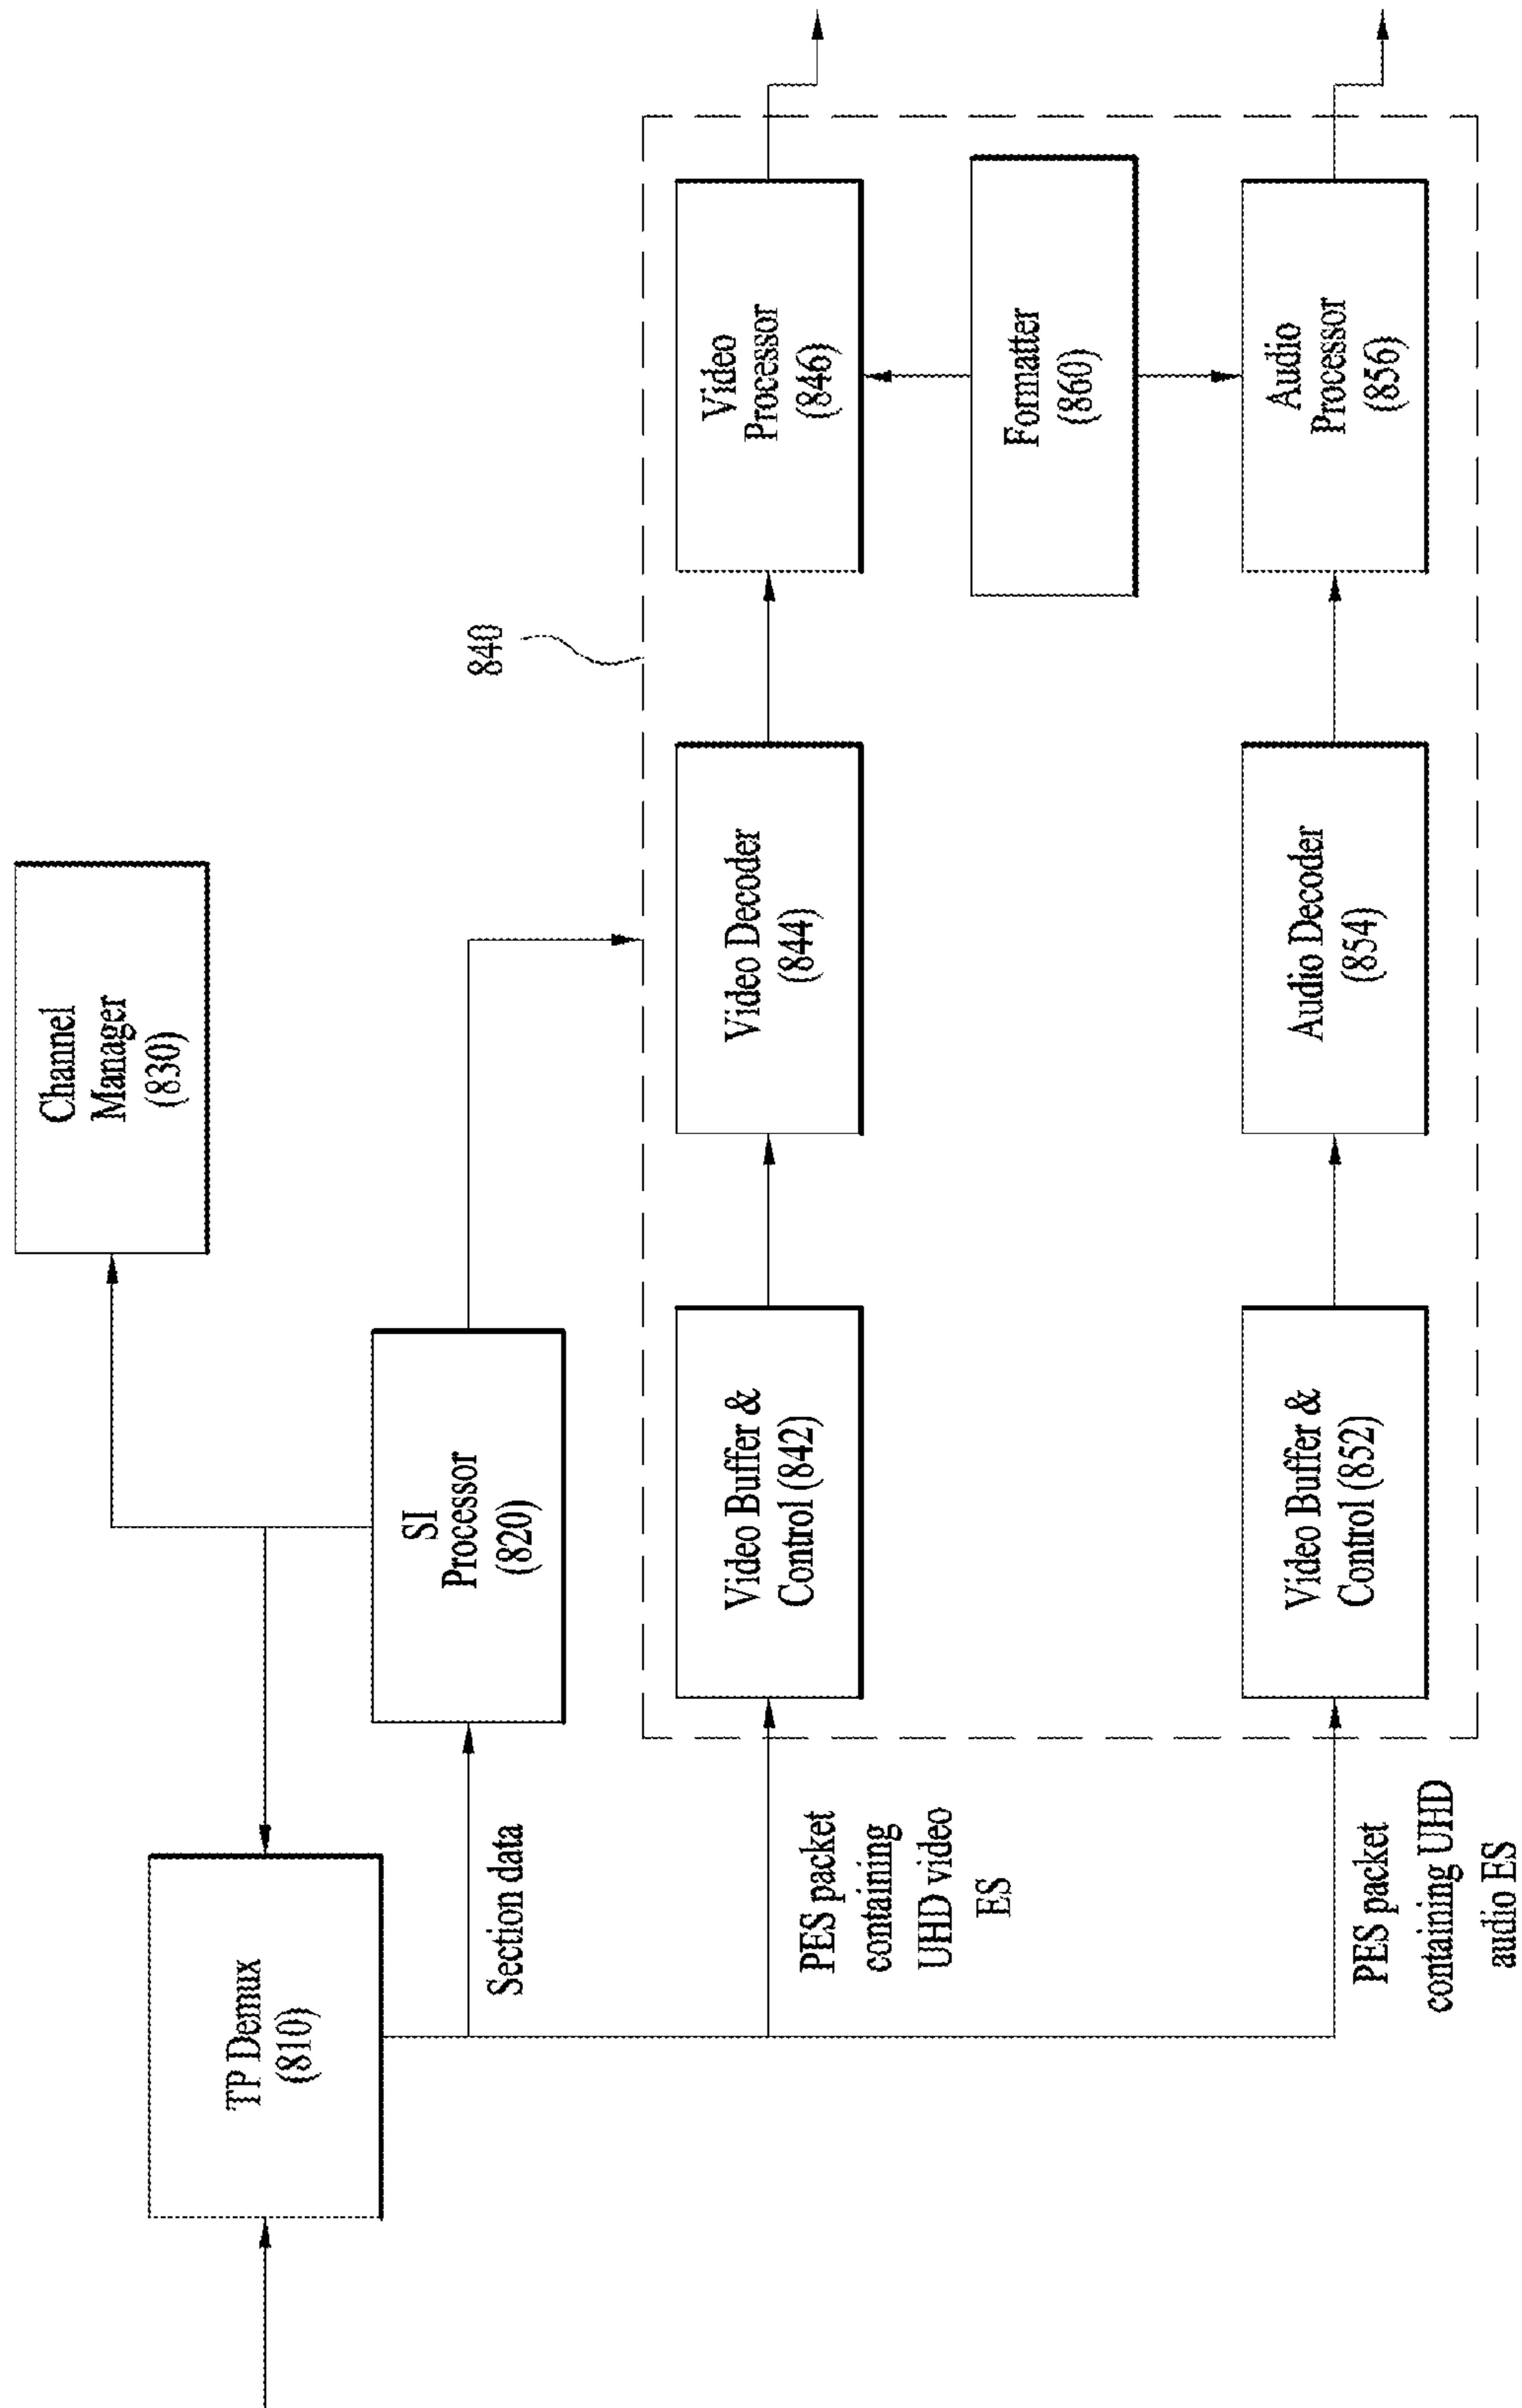 TP Demux
(810)
Channel
Manager
(830)
SI
Processor
(820)
Section data
840
PES packet
containing
UHD video
ES
Video Buffer &
Control (842)
Video Decoder
(844)
Video
Processor
(846)
Formatter
(860)
PES packet
containing UHD
audio ES
Video Buffer &
Control (852)
Audio Decoder
(854)
Audio
Processor
(856)